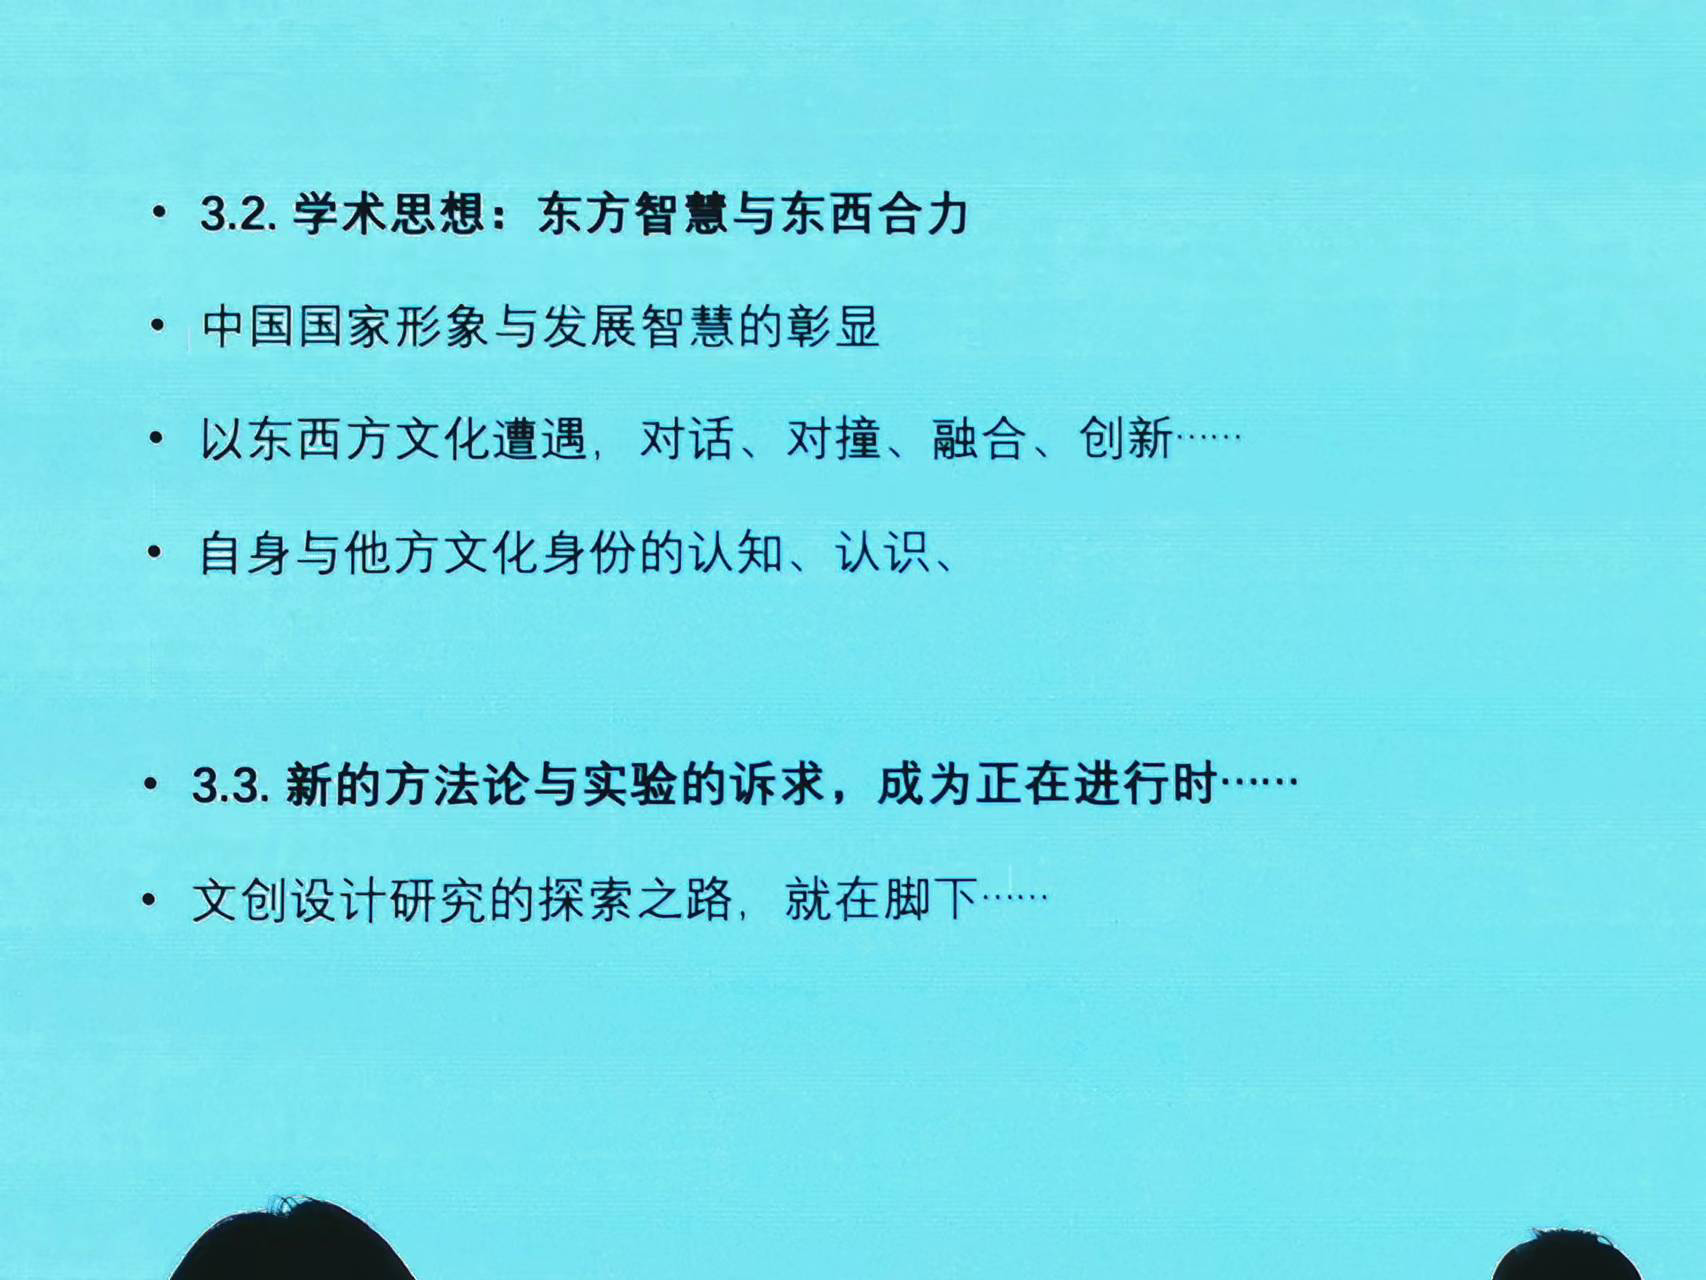 • 3.2. 学术思想：东方智慧与东西合力
• 中国国家形象与发展智慧的彰显
• 以东西方文化遭遇，对话、对撞、融合、创新……
• 自身与他方文化身份的认知、认识、
• 3.3. 新的方法论与实验的诉求，成为正在进行时……
• 文创设计研究的探索之路，就在脚下……